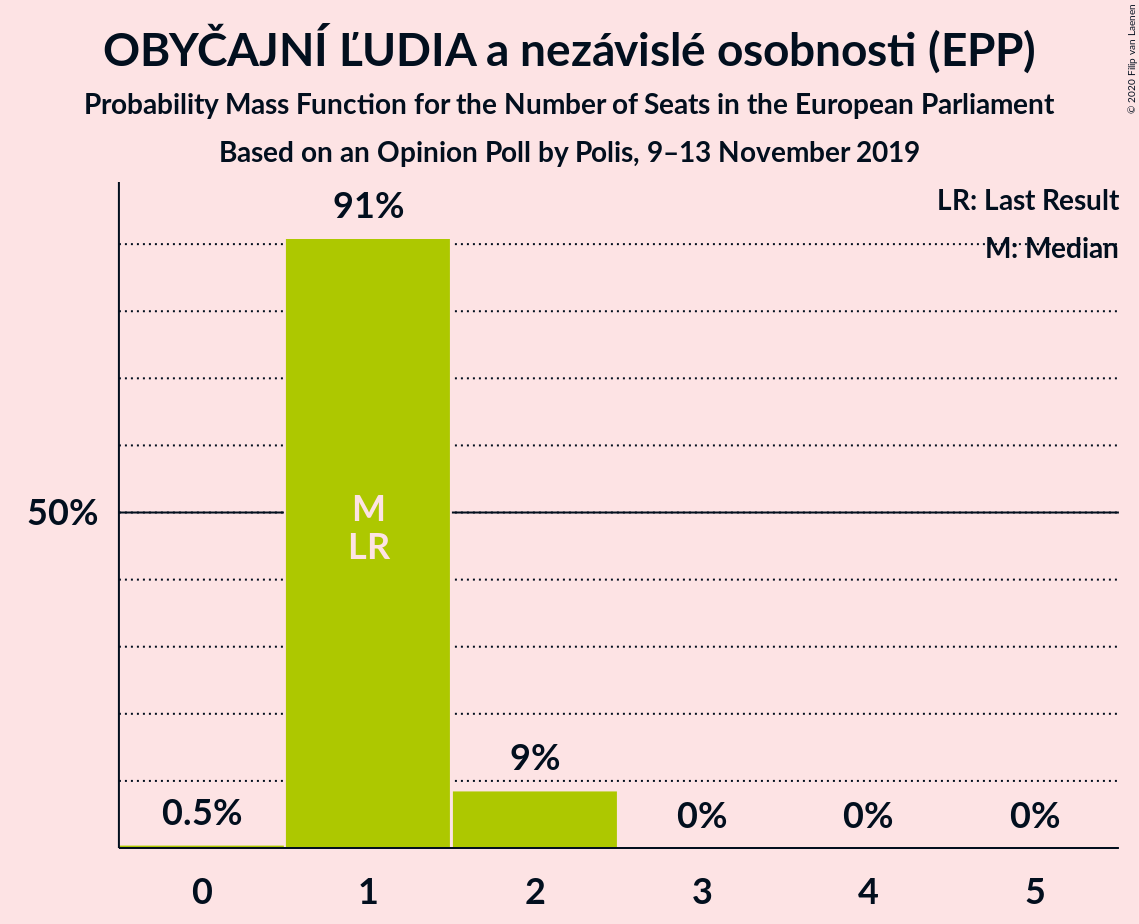 OBYČAJNÍ ĽUDIA a nezávislé osobnosti (EPP)
Probability Mass Function for the Number of Seats in the European Parliament
Based on an Opinion Poll by Polis, 9–13 November 2019
© 2020 Filip van Laenen
LR: Last Result
M: Median
91%
50%
M
LR
9%
0.5%
0%
0%
0%
0
1
2
3
4
5